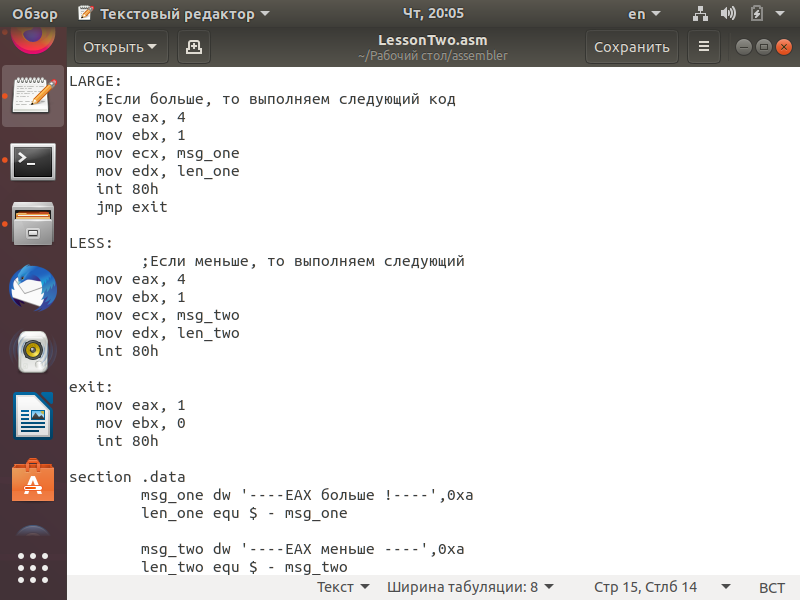 Обзор Текстовый редактор Чт, 20:05 en
Открыть LessonTwo.asm Сохранить
~/Рабочий стол/assembler
LARGE:
;Если больше, то выполняем следующий код
mov eax, 4
mov ebx, 1
mov ecx, msg_one
mov edx, len_one
int 80h
jmp exit
LESS:
;Если меньше, то выполняем следующий
mov eax, 4
mov ebx, 1
mov ecx, msg_two
mov edx, len_two
int 80h
exit:
mov eax, 1
mov ebx, 0
int 80h
section .data
msg_one dw '----EAX больше !----',0xa
len_one equ $ - msg_one
msg_two dw '----EAX меньше ----',0xa
len_two equ $ - msg_two
Текст Ширина табуляции: 8 Стр 15, Стлб 14 ВСТ